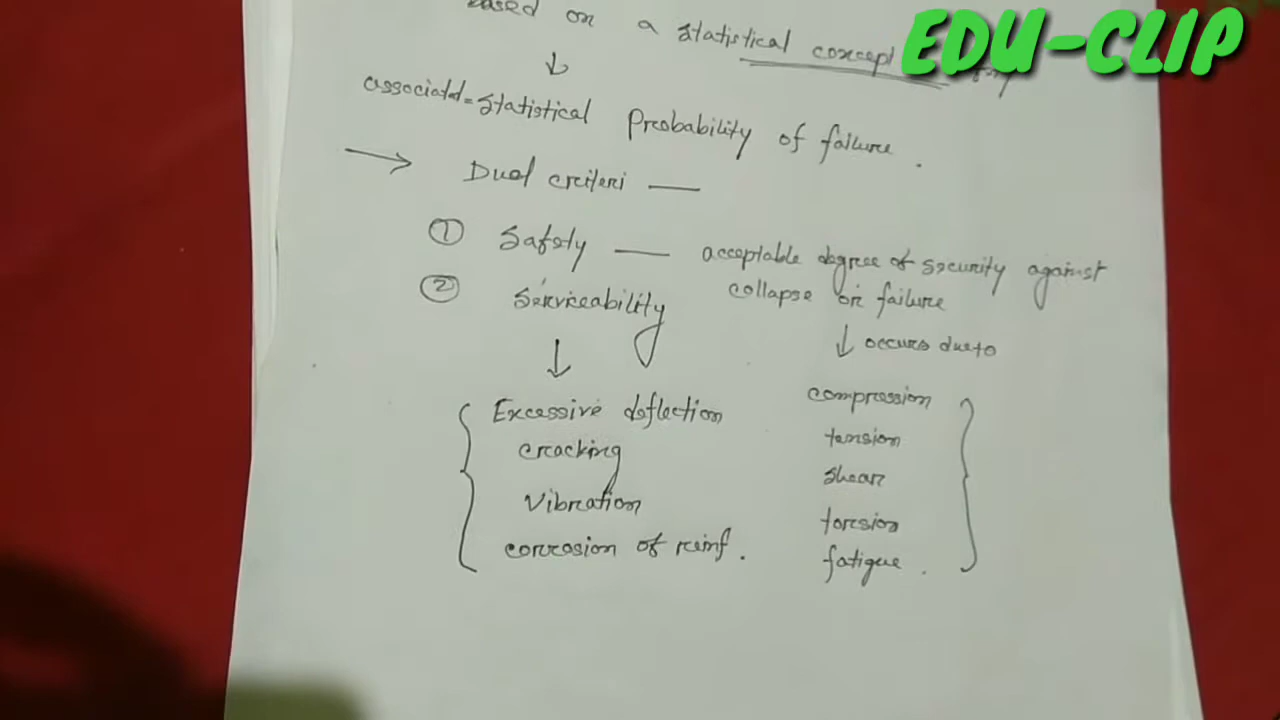 based on a statistical concept
EDU-CLIP
↓
associated = statistical Probability of failure.
→ Dual criteri —
① Safety — acceptable degree of security against
collapse or failure
② Serviceability
↓ occurs due to
↓
Excessive deflection
cracking
Vibration
corrosion of reinf.
compression
tension
shear
torsion
fatigue.